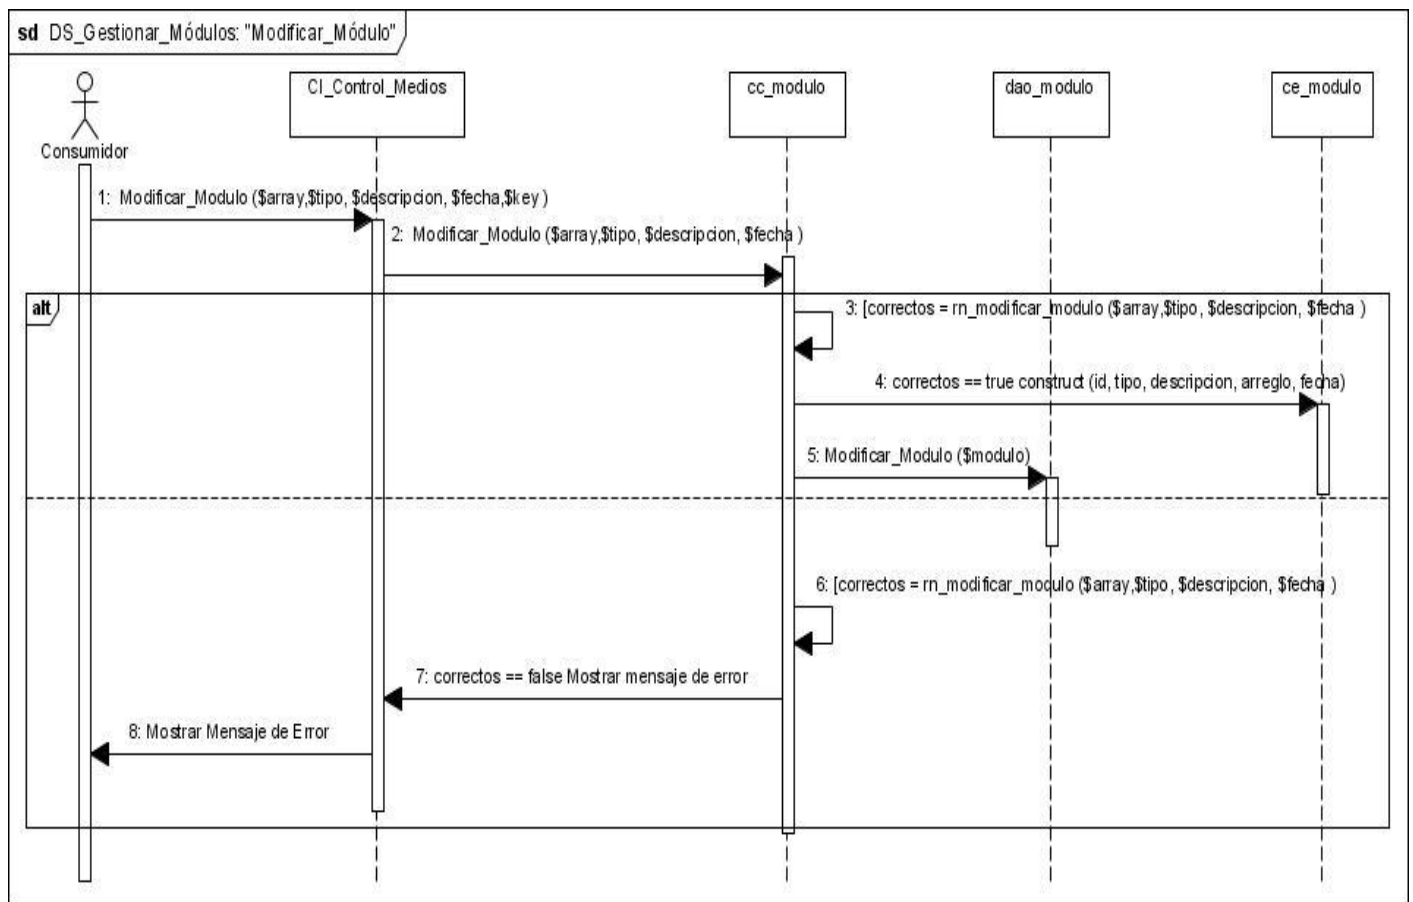 sd DS_Gestionar_Módulos: "Modificar_Módulo"
CI_Control_Medios
cc_modulo
dao_modulo
ce_modulo
Consumidor
1: Modificar_Modulo ($array,$tipo, $descripcion, $fecha,$key )
2: Modificar_Modulo ($array,$tipo, $descripcion, $fecha )
alt
3: [correctos = rn_modificar_modulo ($array,$tipo, $descripcion, $fecha )
4: correctos == true construct (id, tipo, descripcion, arreglo, fecha)
5: Modificar_Modulo ($modulo)
6: [correctos = rn_modificar_modulo ($array,$tipo, $descripcion, $fecha )
7: correctos == false Mostrar mensaje de error
8: Mostrar Mensaje de Error